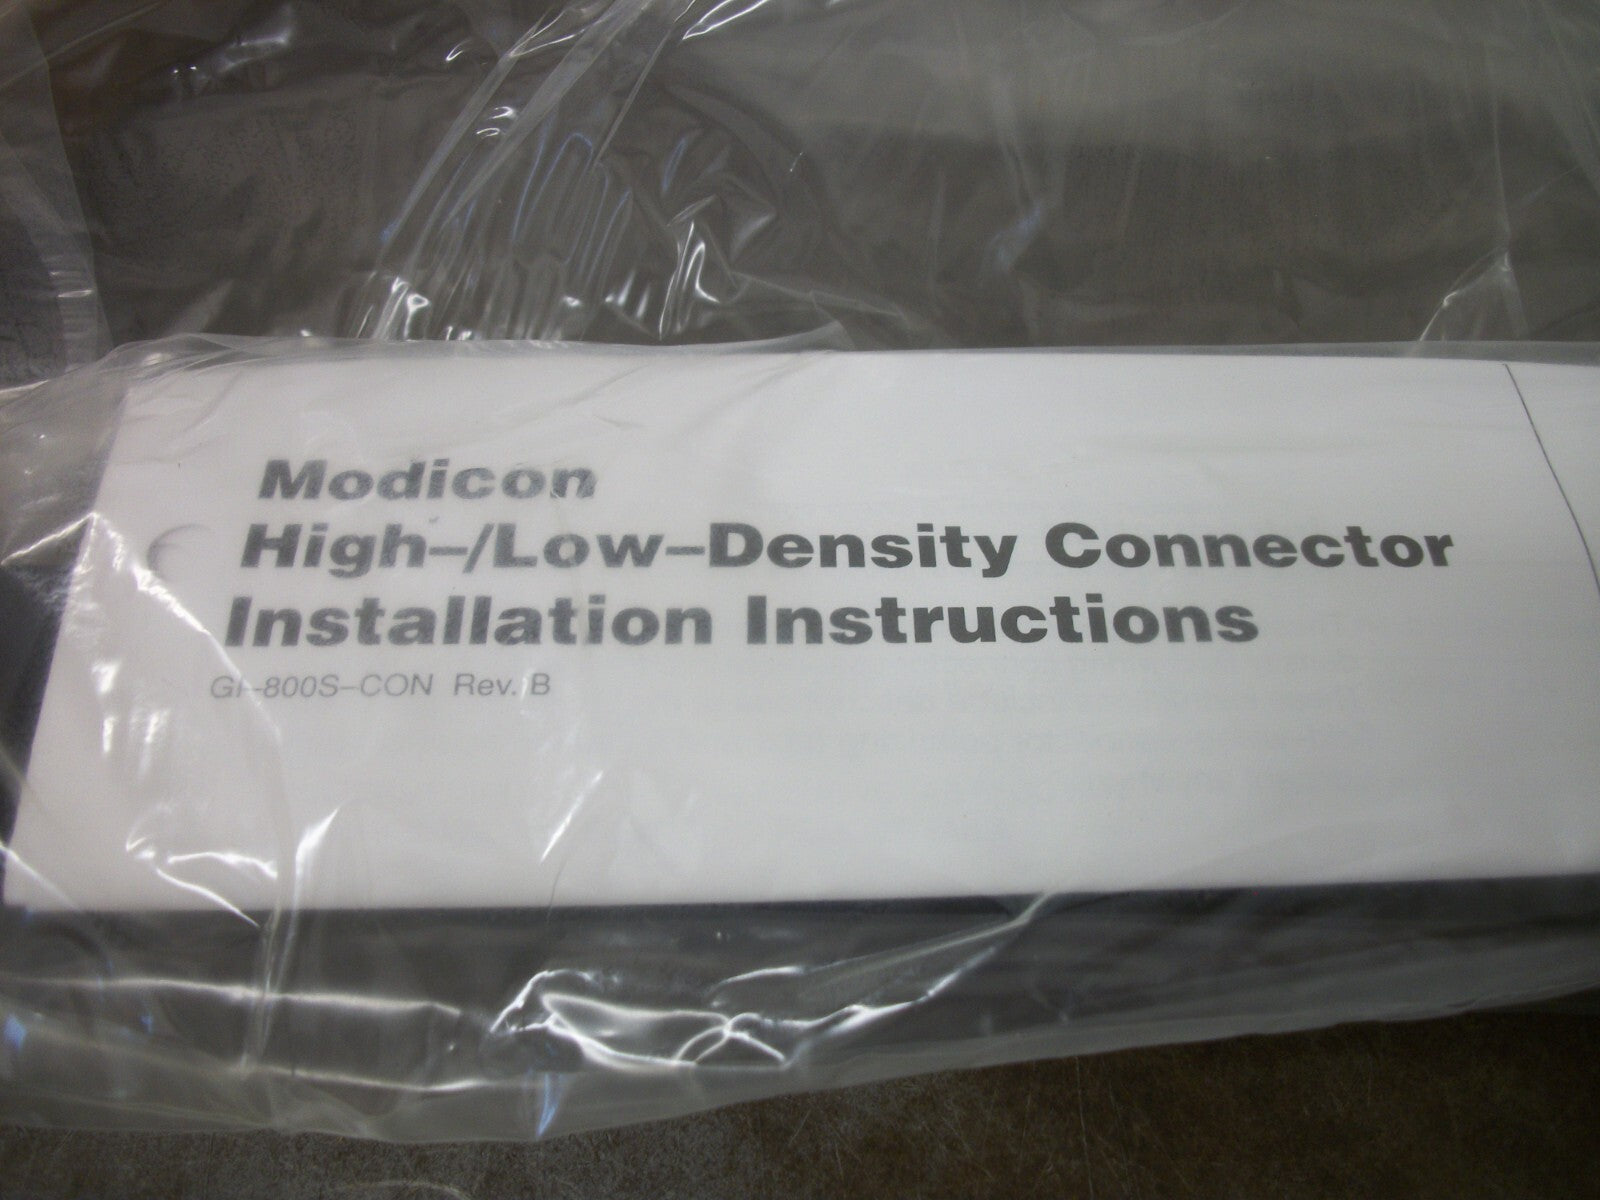 Modicon
High-/Low-Density Connector
Installation Instructions
GI-800S-CON Rev. B